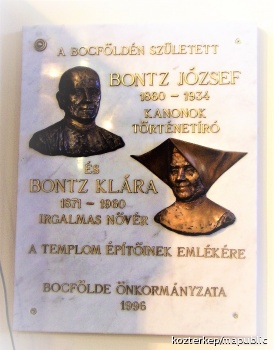 A BOCFÖLDÉN SZÜLETETT
BONTZ JÓZSEF
1860 - 1934
KANONOK
TÖRTÉNETÍRÓ
ÉS
BONTZ KLÁRA
1871 - 1960
IRGALMAS NŐVÉR
A TEMPLOM ÉPÍTŐINEK EMLÉKÉRE
BOCFÖLDE ÖNKORMÁNYZATA
1996
kozterkep/mapublic